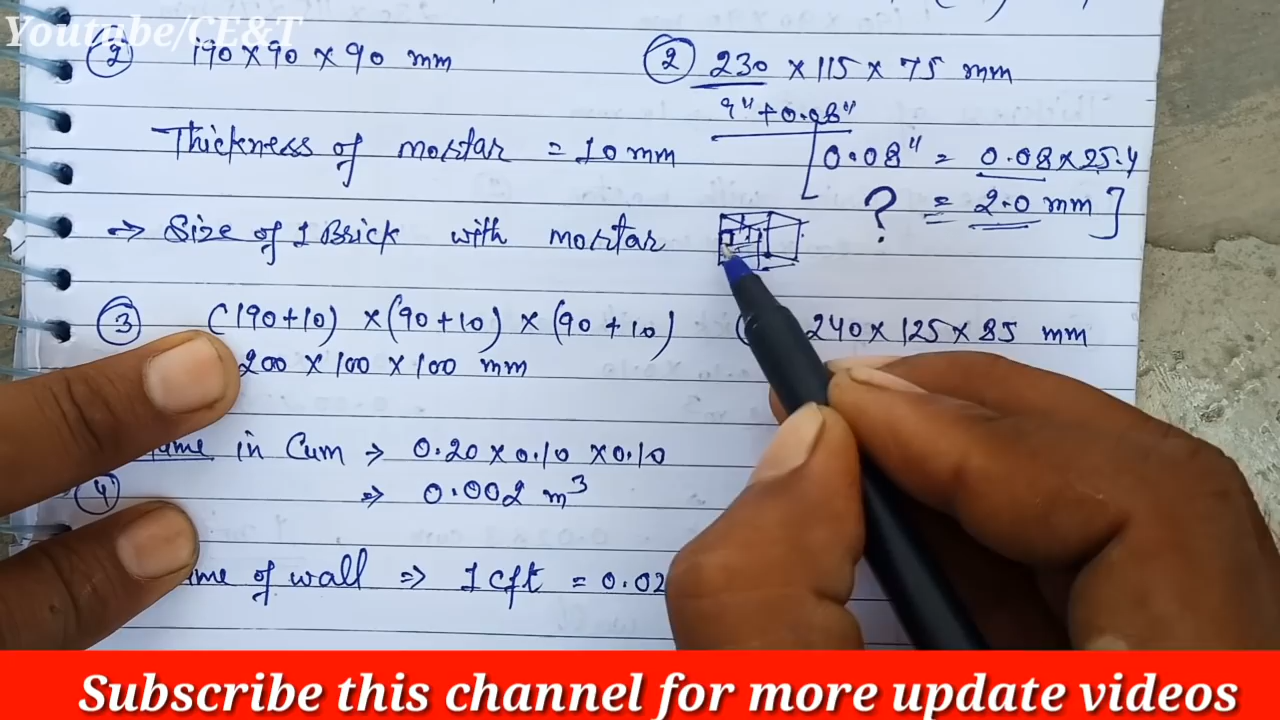 Youtube/CE&T
② 190 × 90 × 90 mm
② 230 × 115 × 75 mm
9" + 0.08"
Thickness of mortar = 10 mm
[ 0.08" = 0.08 × 25.4
? = 2.0 mm ]
⇒ Size of 1 Brick with mortar
③ (190+10) × (90+10) × (90+10)
240 × 125 × 85 mm
200 × 100 × 100 mm
in Cum → 0.20 × 0.10 × 0.10
④ ⇒ 0.002 m³
of wall ⇒ 1 cft = 0.02
Subscribe this channel for more update videos